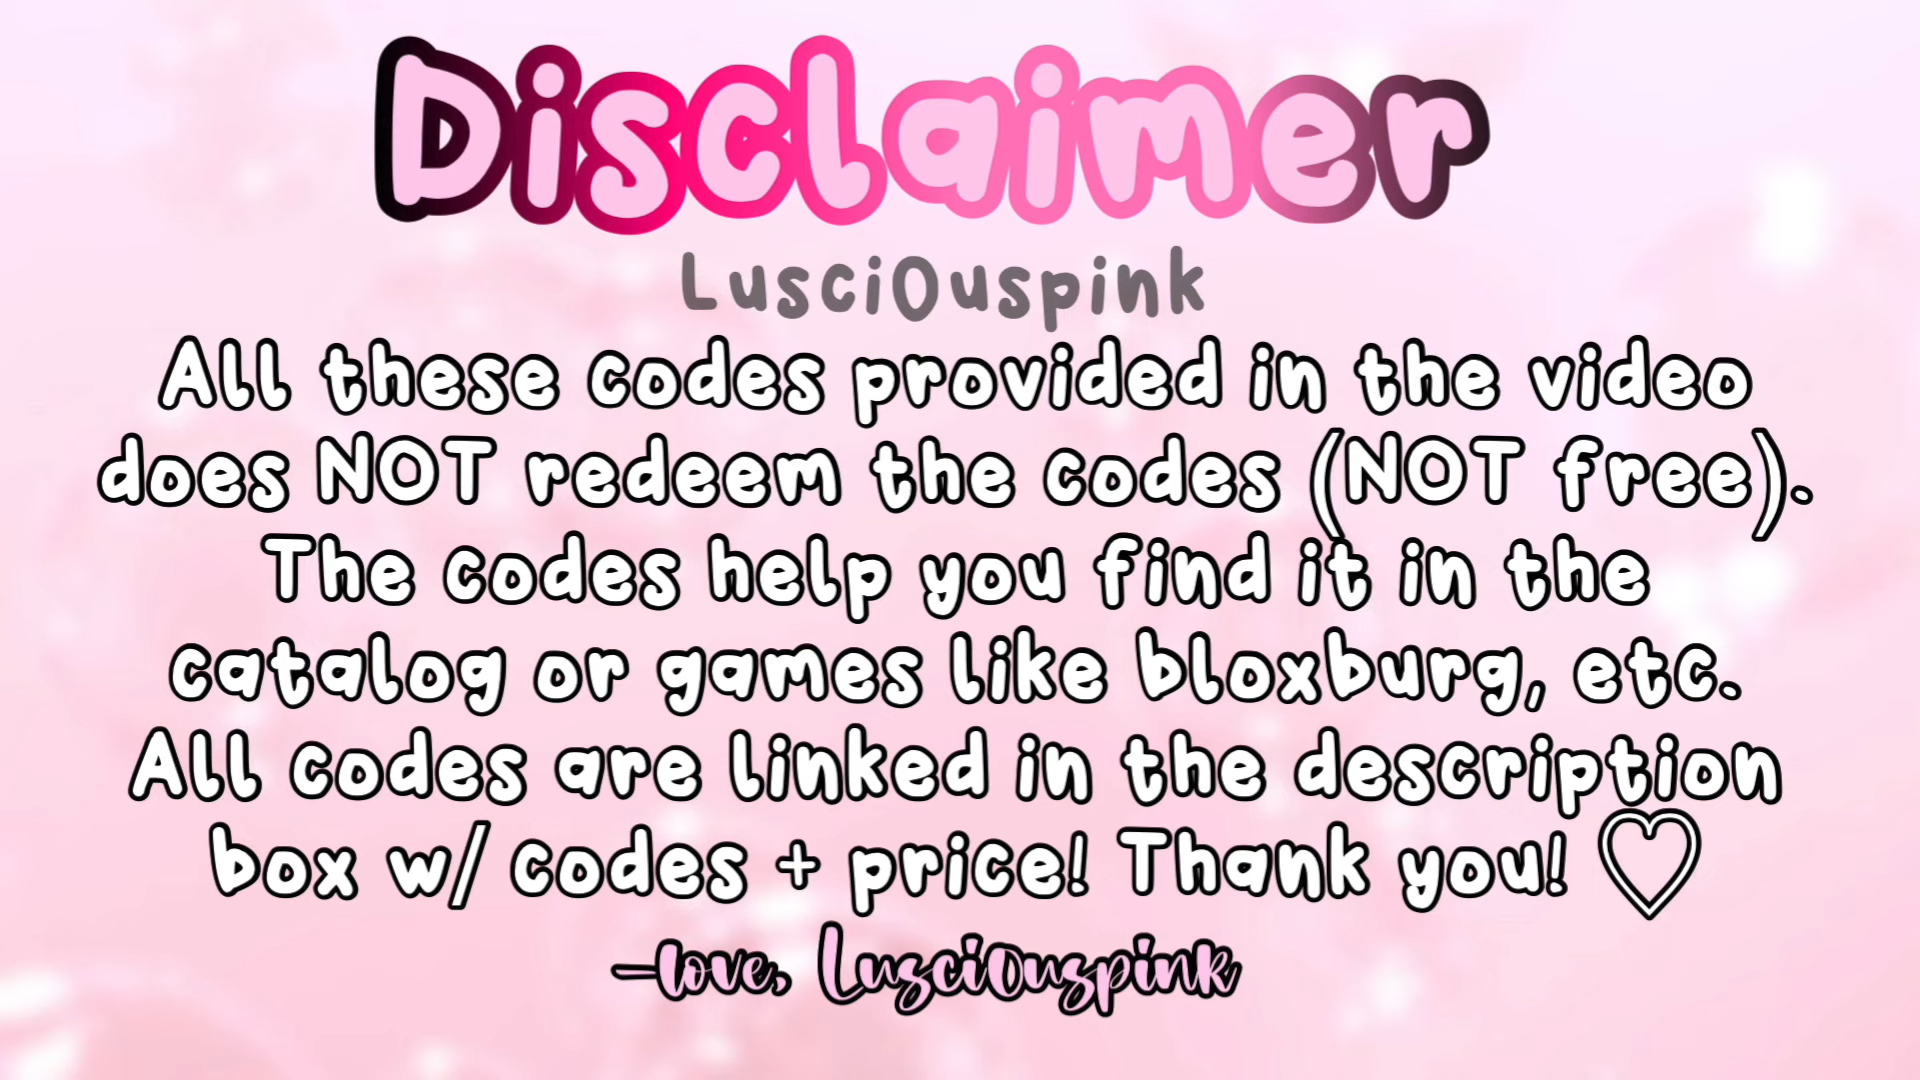 Disclaimer
LusciOuspink
All these codes provided in the video
does NOT redeem the codes (NOT free).
The codes help you find it in the
catalog or games like bloxburg, etc.
All codes are linked in the description
box w/ codes + price! Thank you! ♡
-love, LusciOuspink